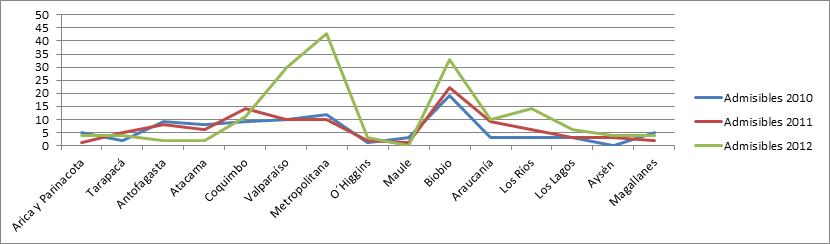 50
45
40
35
30
25
20
15
10
5
0
Arica y Parinacota
Tarapacá
Antofagasta
Atacama
Coquimbo
Valparaíso
Metropolitana
O´Higgins
Maule
Biobio
Araucanía
Los Ríos
Los Lagos
Aysén
Magallanes
Admisibles 2010
Admisibles 2011
Admisibles 2012